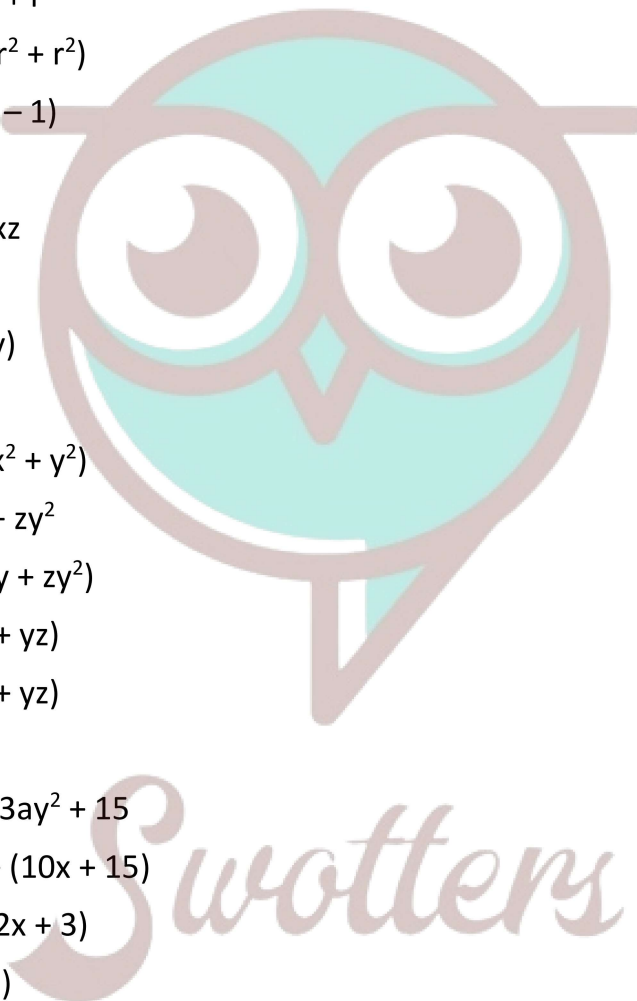 r² + r²)
– 1)
xz
y)
x² + y²)
- zy²
y + zy²)
+ yz)
+ yz)
3ay² + 15
(10x + 15)
2x + 3)
)
Swotters